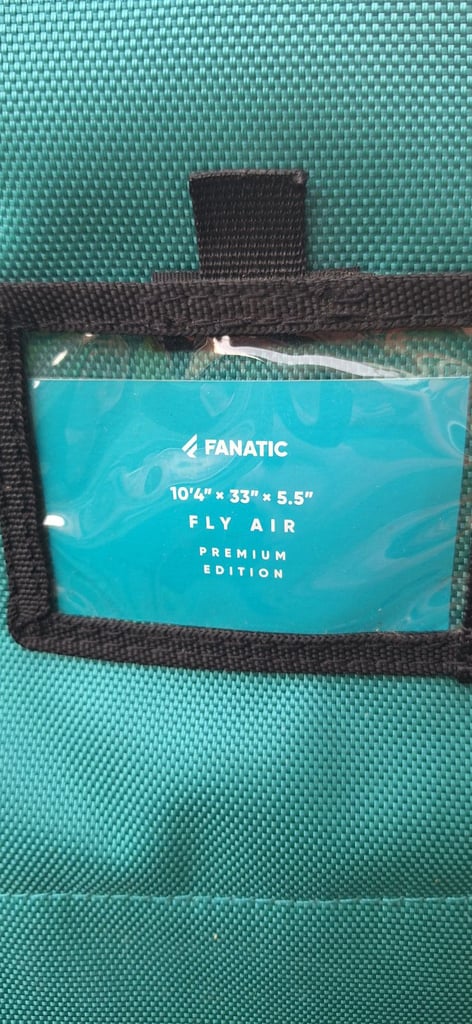 FANATIC
10'4" × 33" × 5.5"
FLY AIR
PREMIUM
EDITION